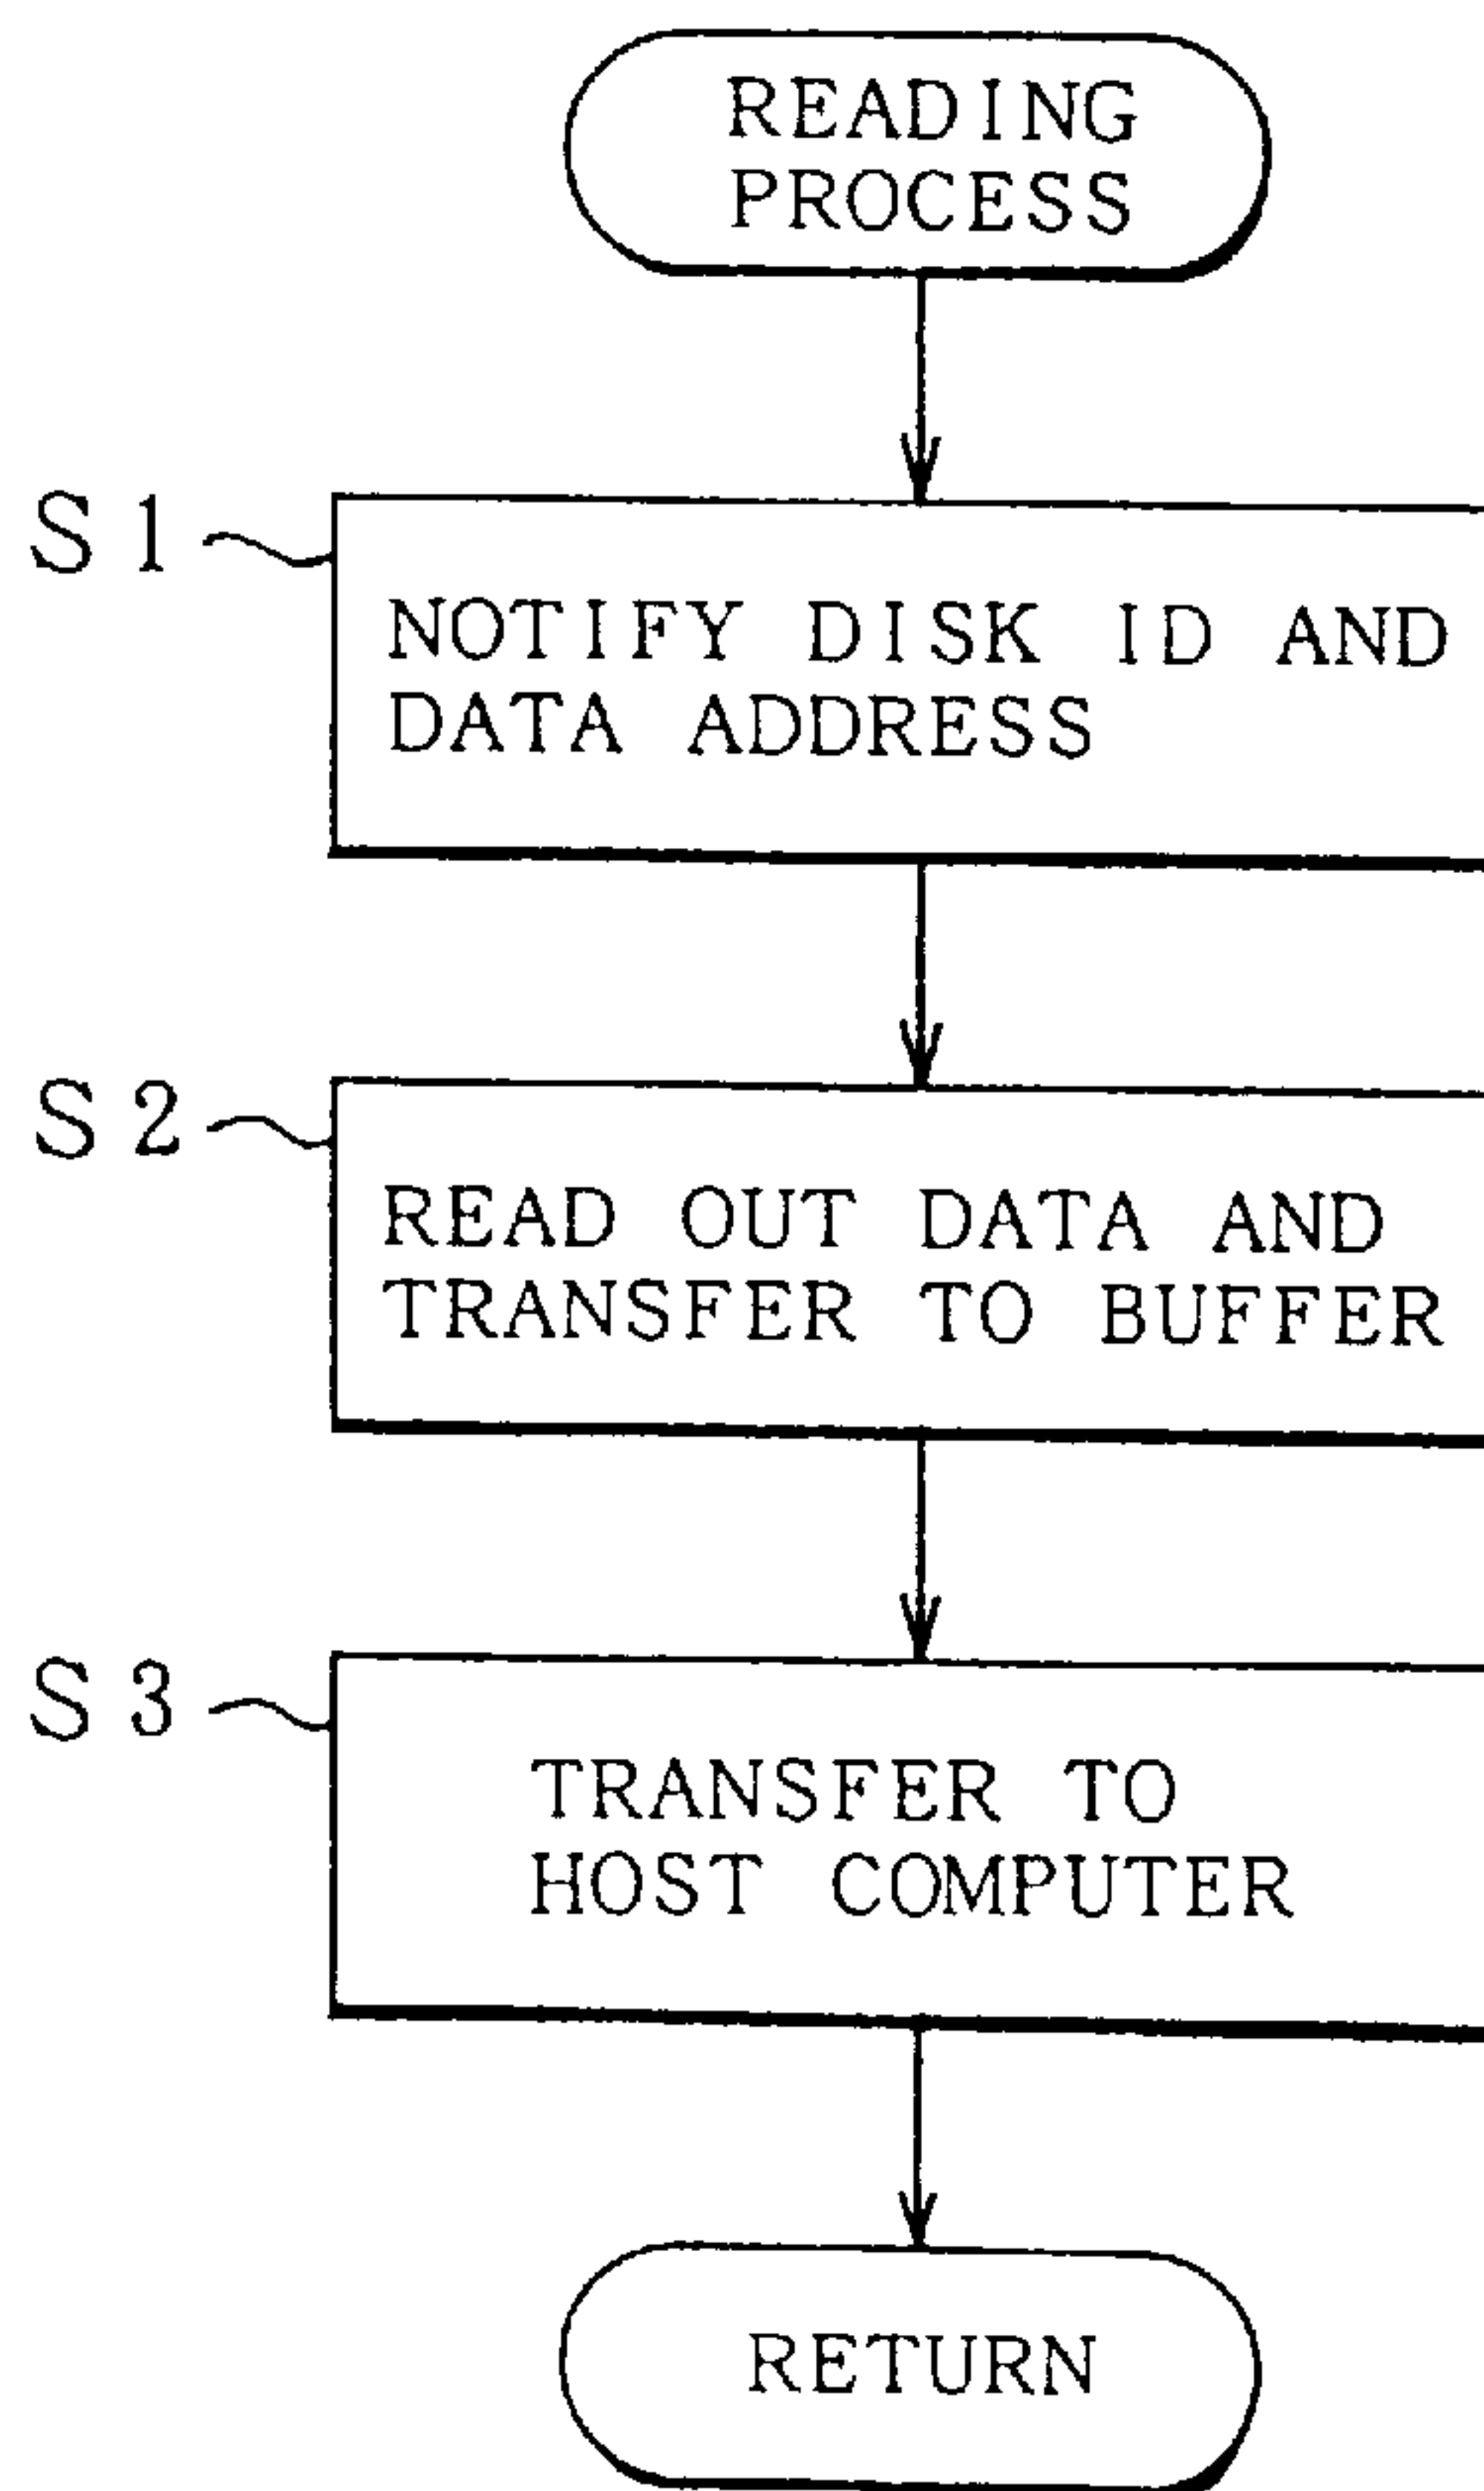 READING
PROCESS
S1
NOTIFY DISK ID AND
DATA ADDRESS
S2
READ OUT DATA AND
TRANSFER TO BUFFER
S3
TRANSFER TO
HOST COMPUTER
RETURN